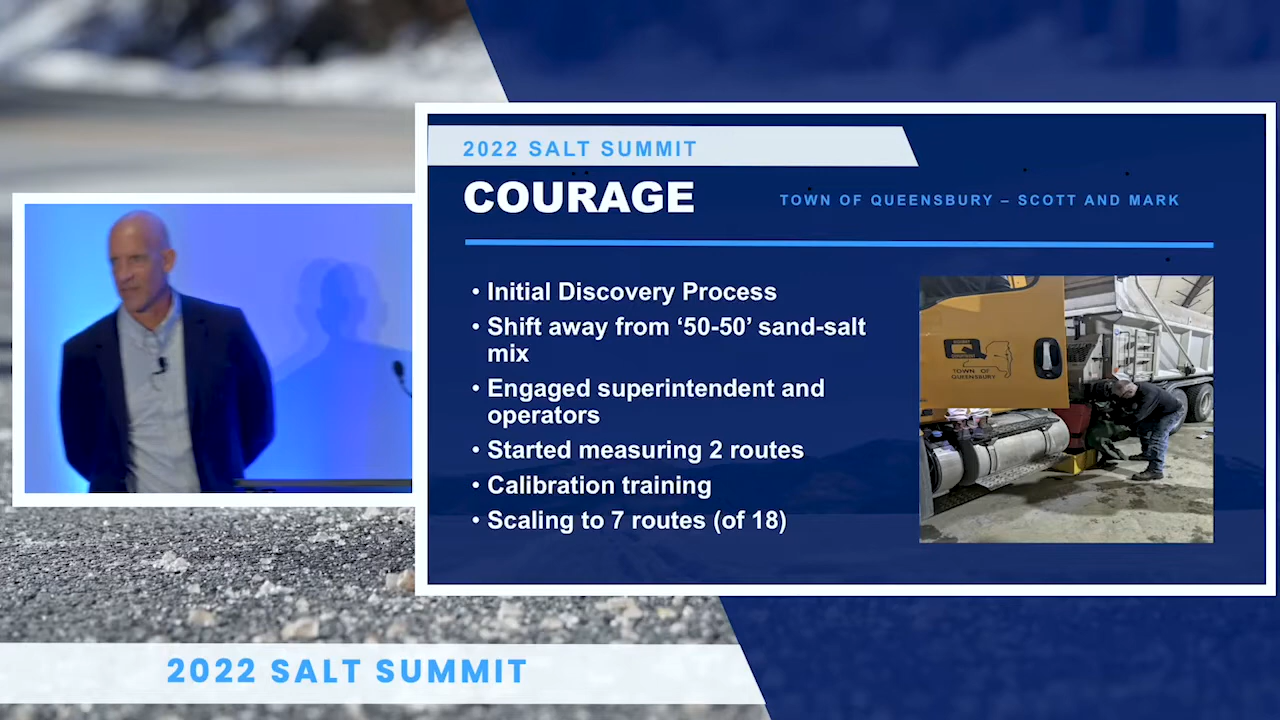 2022 SALT SUMMIT
COURAGE
TOWN OF QUEENSBURY – SCOTT AND MARK
• Initial Discovery Process
• Shift away from ‘50-50’ sand-salt
mix
• Engaged superintendent and
operators
• Started measuring 2 routes
• Calibration training
• Scaling to 7 routes (of 18)
TOWN OF
QUEENSBURY
2022 SALT SUMMIT